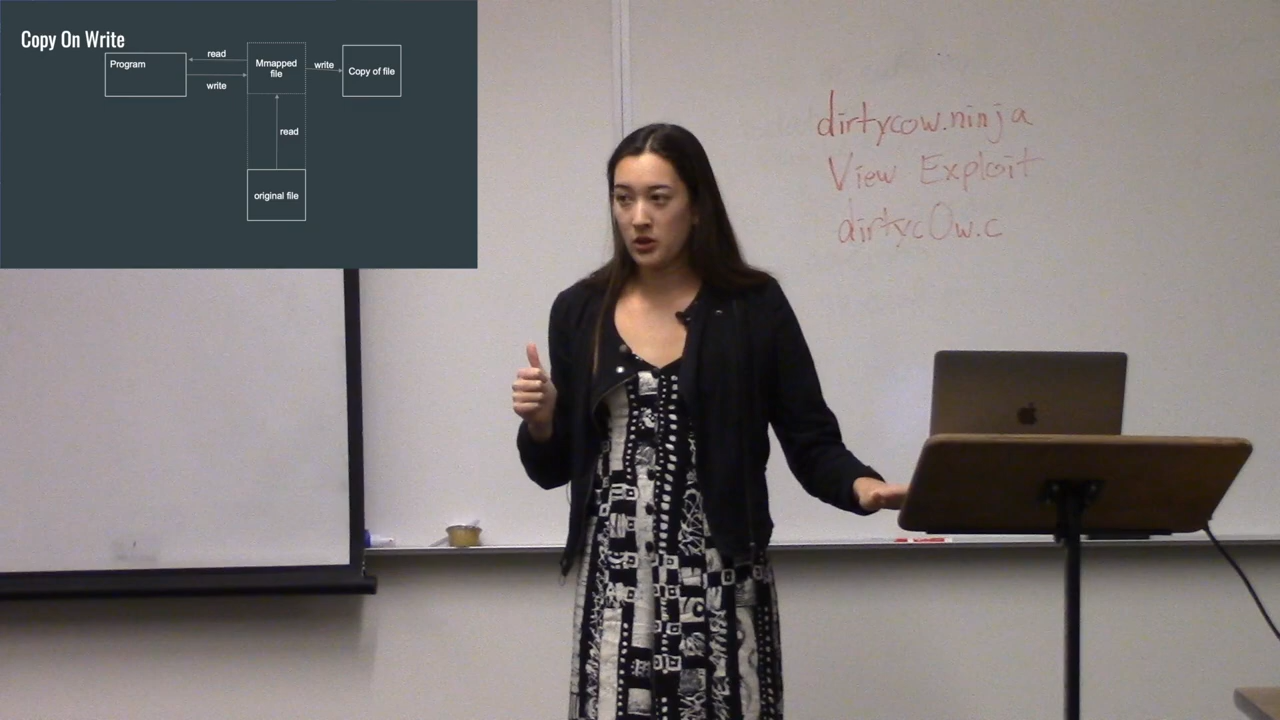 Copy On Write
Program
read
write
Mmapped
file
write
Copy of file
read
original file
dirtycow.ninja
View Exploit
dirtyc0w.c